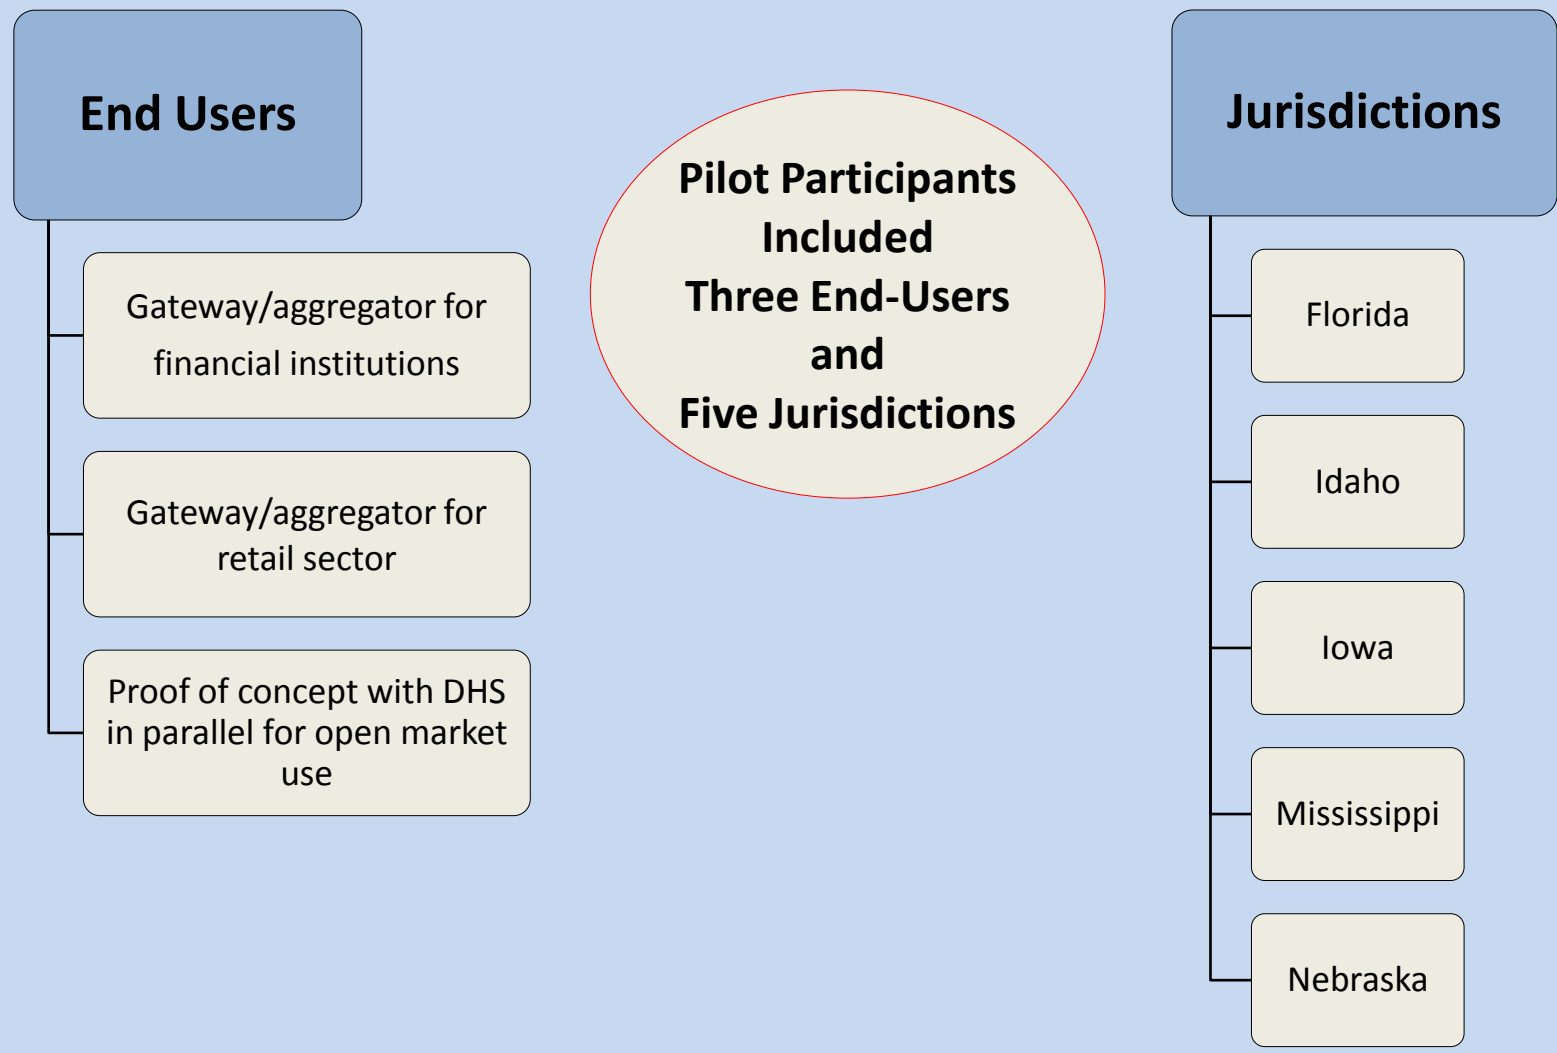 End Users
Gateway/aggregator for
financial institutions
Gateway/aggregator for
retail sector
Proof of concept with DHS
in parallel for open market
use
Pilot Participants
Included
Three End-Users
and
Five Jurisdictions
Jurisdictions
Florida
Idaho
Iowa
Mississippi
Nebraska